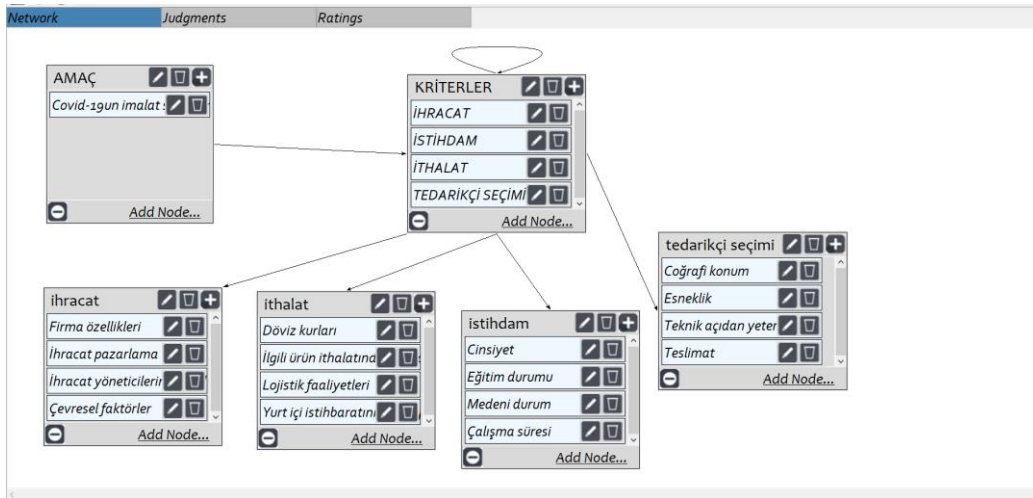 Network
Judgments
Ratings
AMAÇ
Covid-19un imalat
Add Node...
KRİTERLER
İHRACAT
İSTİHDAM
İTHALAT
TEDARİKÇİ SEÇİMİ
Add Node...
tedarikçi seçimi
Coğrafi konum
Esneklik
Teknik açıdan yeter
Teslimat
Add Node...
ihracat
Firma özellikleri
İhracat pazarlama
İhracat yöneticilerin
Çevresel faktörler
Add Node...
ithalat
Döviz kurları
İlgili ürün ithalatında
Lojistik faaliyetleri
Yurt içi istihbaratını
Add Node...
istihdam
Cinsiyet
Eğitim durumu
Medeni durum
Çalışma süresi
Add Node...